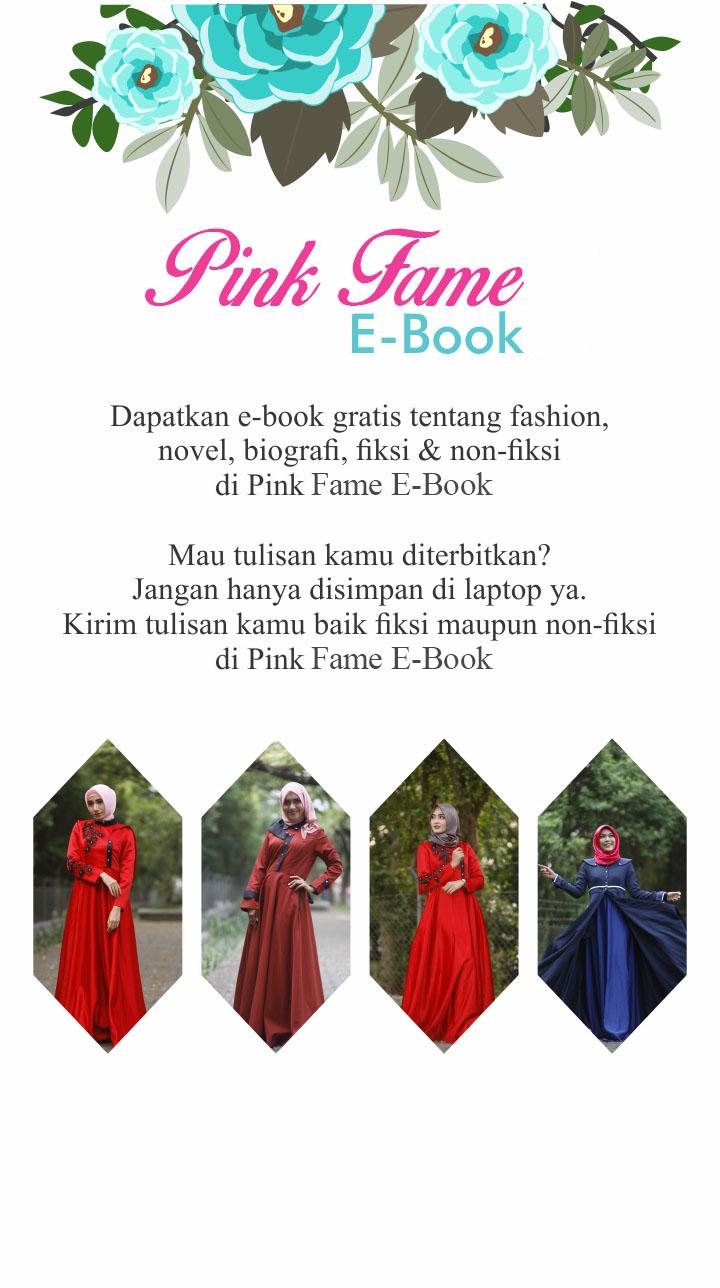 Pink Fame
E-Book
Dapatkan e-book gratis tentang fashion,
novel, biografi, fiksi & non-fiksi
di Pink Fame E-Book
Mau tulisan kamu diterbitkan?
Jangan hanya disimpan di laptop ya.
Kirim tulisan kamu baik fiksi maupun non-fiksi
di Pink Fame E-Book